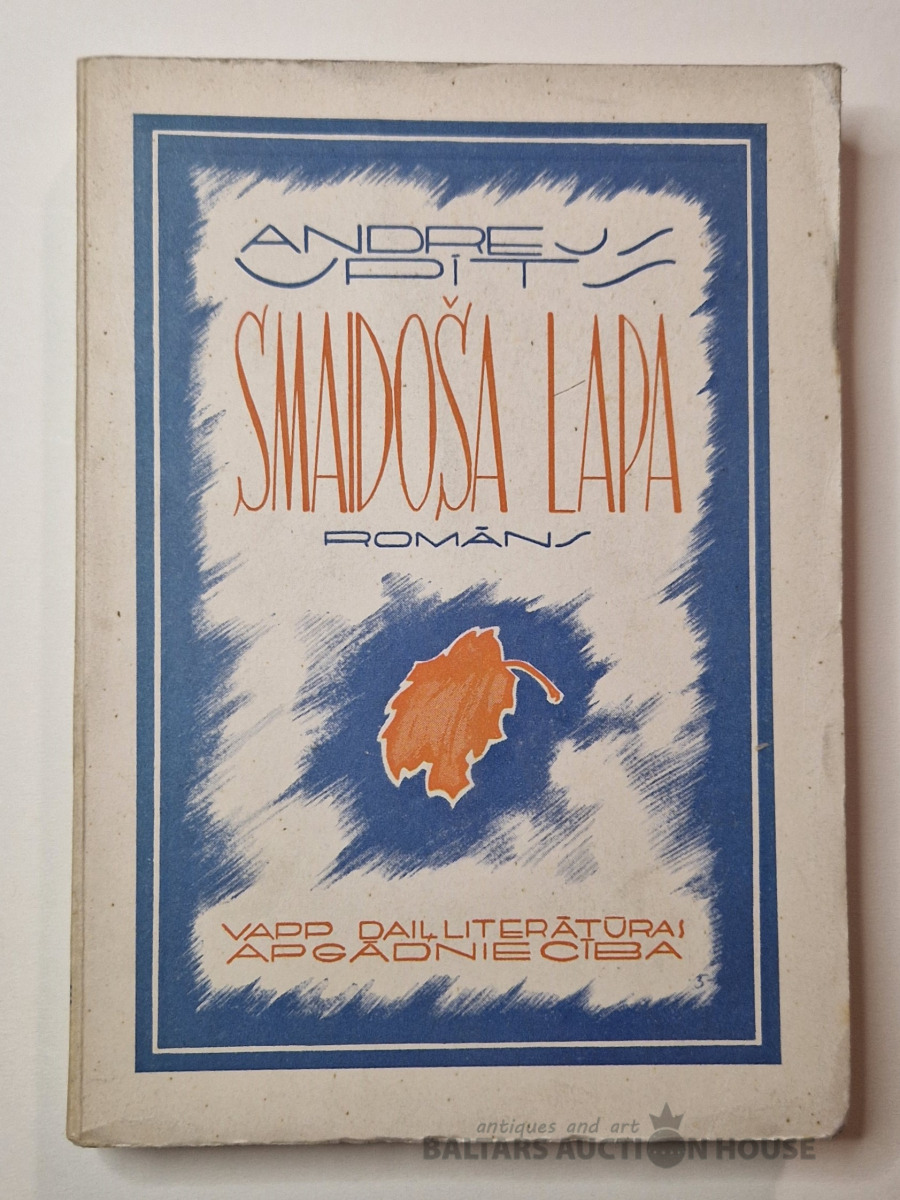 ANDREJS
UPĪTS
SMAIDOŠA LAPA
ROMĀNS
VAPP DAIĻLITERĀTŪRAS
APGĀDNIECĪBA
antiques and art
BALTARS AUCTION HOUSE